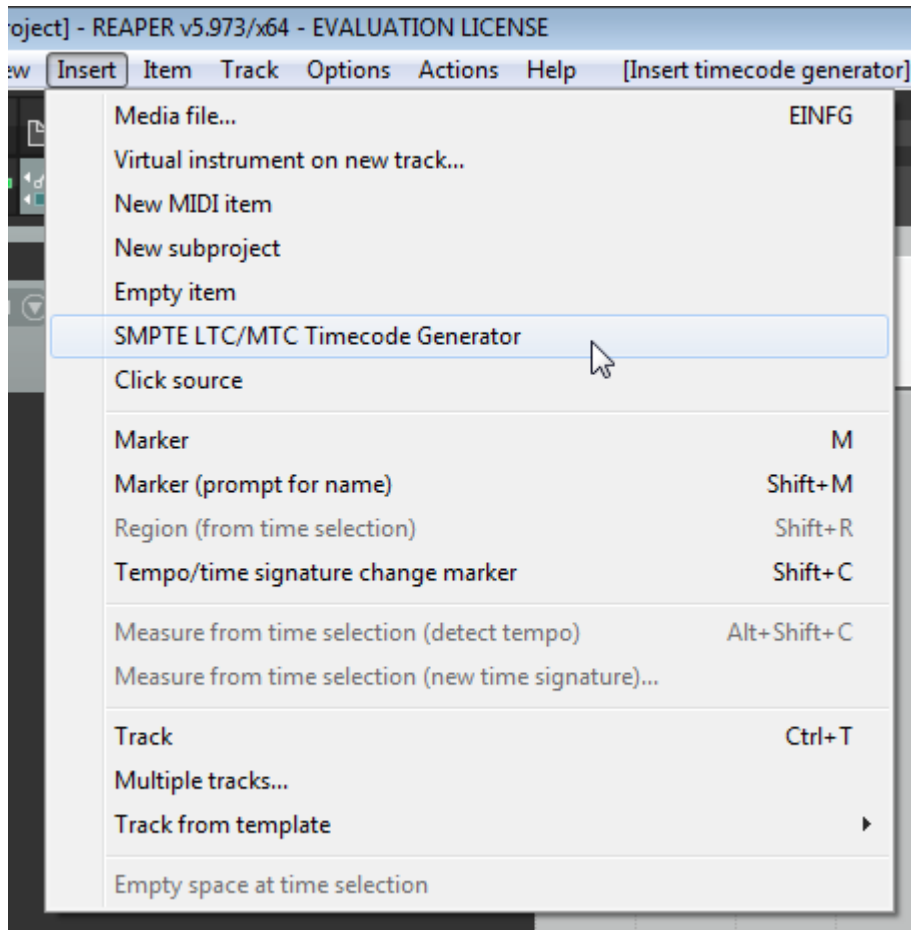 oject] - REAPER v5.973/x64 - EVALUATION LICENSE
ew Insert Item Track Options Actions Help [Insert timecode generator]
Media file... EINFG
Virtual instrument on new track...
New MIDI item
New subproject
Empty item
SMPTE LTC/MTC Timecode Generator
Click source
Marker M
Marker (prompt for name) Shift+M
Region (from time selection) Shift+R
Tempo/time signature change marker Shift+C
Measure from time selection (detect tempo) Alt+Shift+C
Measure from time selection (new time signature)...
Track Ctrl+T
Multiple tracks...
Track from template
Empty space at time selection